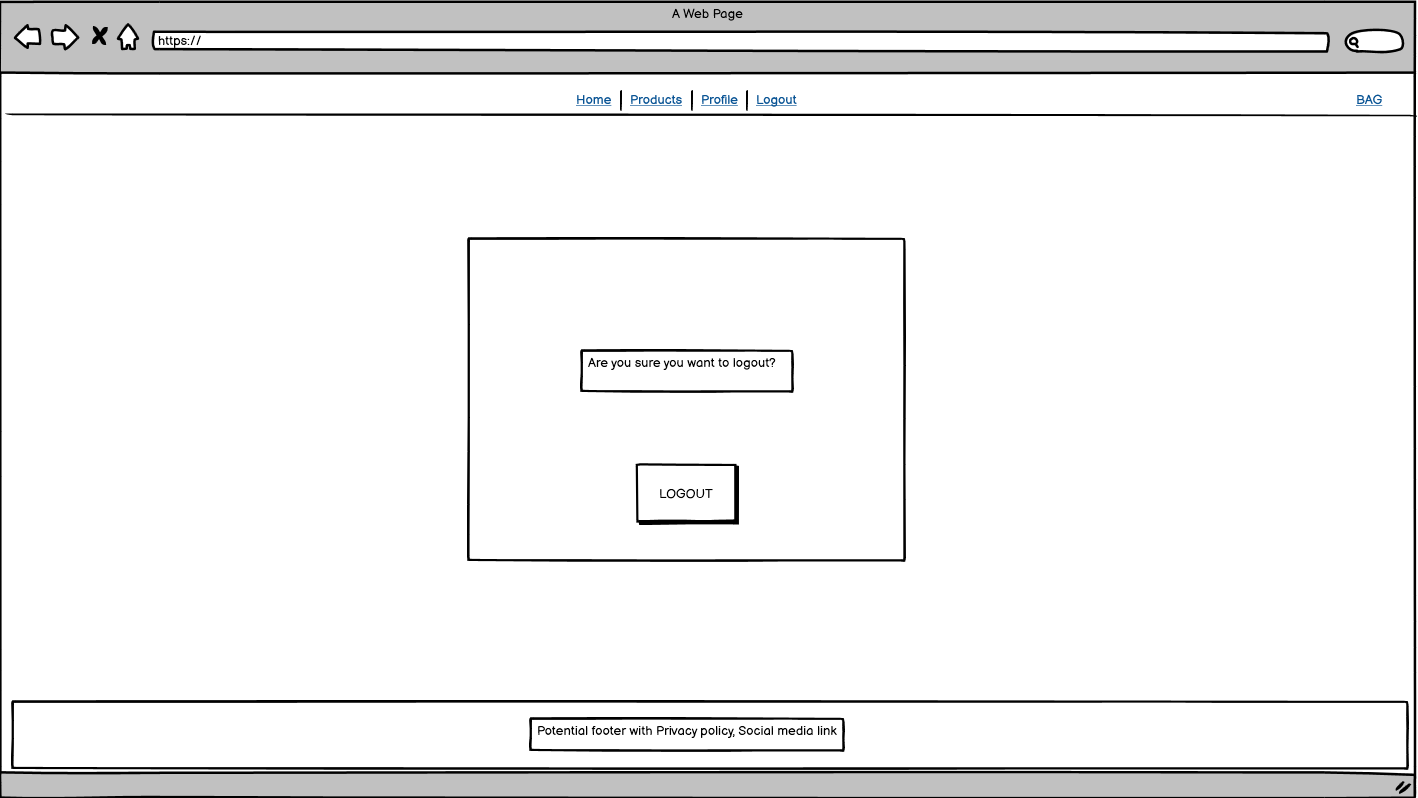 A Web Page
https://
Home Products Profile Logout BAG
Are you sure you want to logout?
LOGOUT
Potential footer with Privacy policy, Social media link